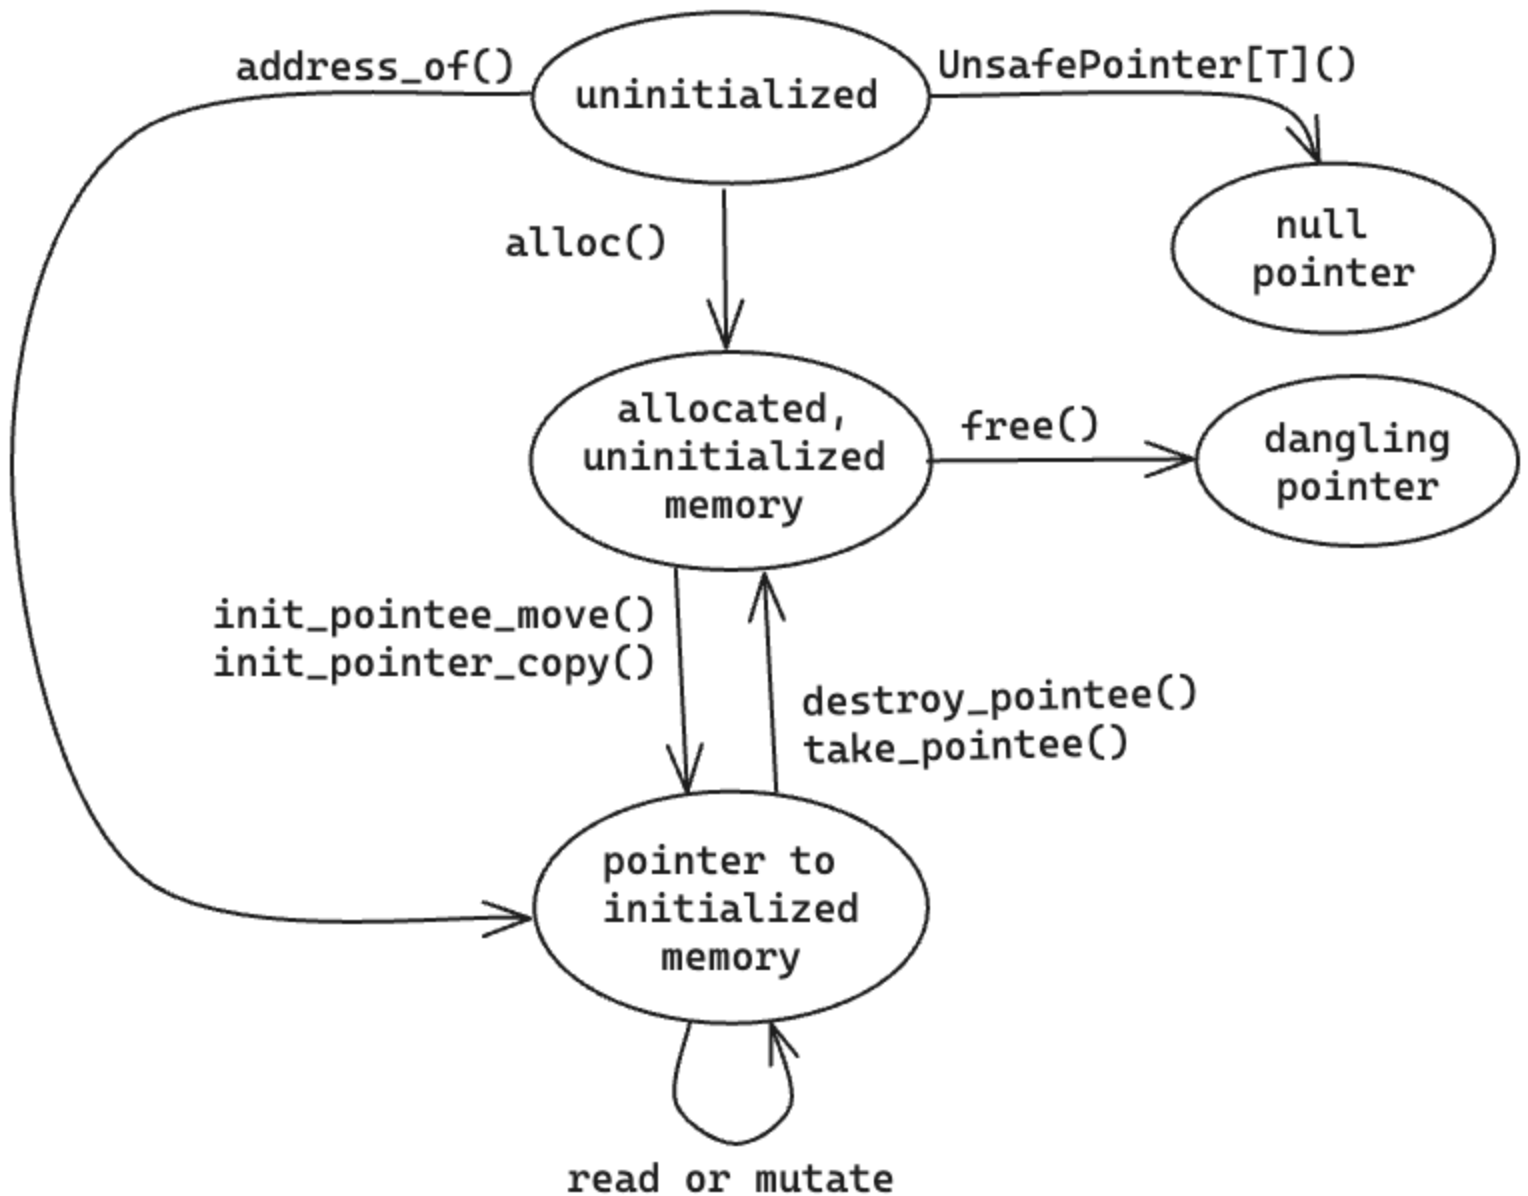 address_of()
uninitialized
UnsafePointer[T]()
null
pointer
alloc()
allocated,
uninitialized
memory
free()
dangling
pointer
init_pointee_move()
init_pointer_copy()
destroy_pointee()
take_pointee()
pointer to
initialized
memory
read or mutate